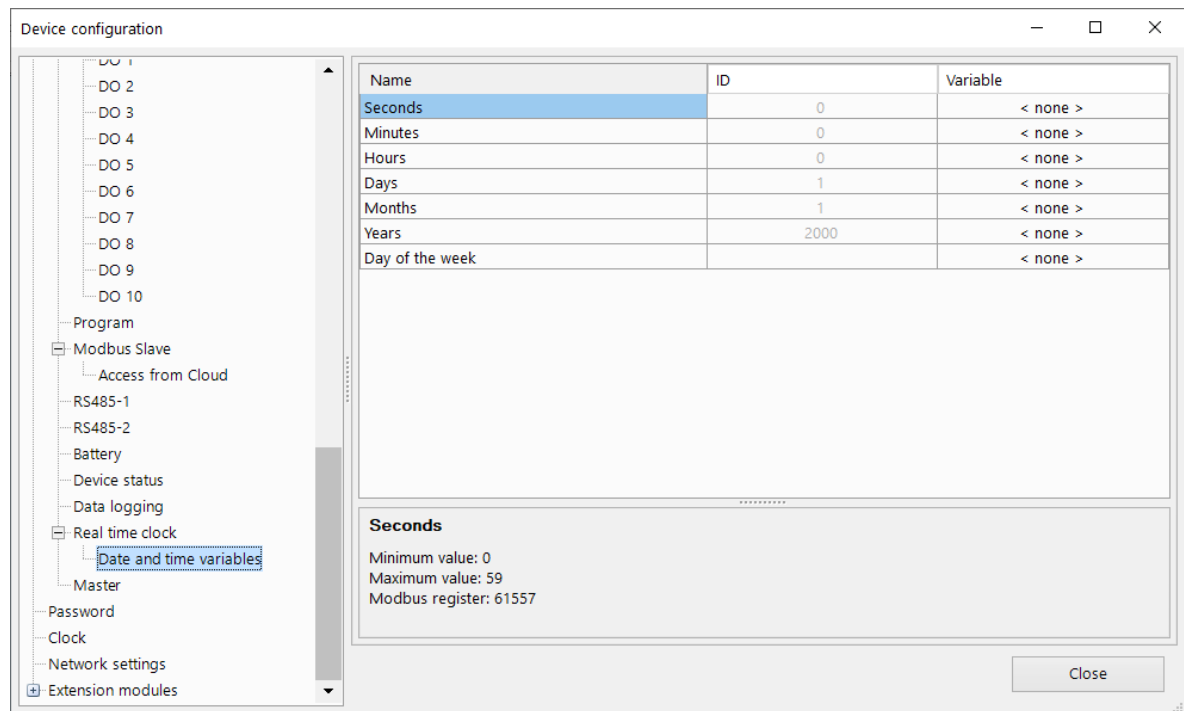 Device configuration
DO 1
DO 2
DO 3
DO 4
DO 5
DO 6
DO 7
DO 8
DO 9
DO 10
Program
Modbus Slave
Access from Cloud
RS485-1
RS485-2
Battery
Device status
Data logging
Real time clock
Date and time variables
Master
Password
Clock
Network settings
Extension modules
Name ID Variable
Seconds 0 < none >
Minutes 0 < none >
Hours 0 < none >
Days 1 < none >
Months 1 < none >
Years 2000 < none >
Day of the week < none >
Seconds
Minimum value: 0
Maximum value: 59
Modbus register: 61557
Close